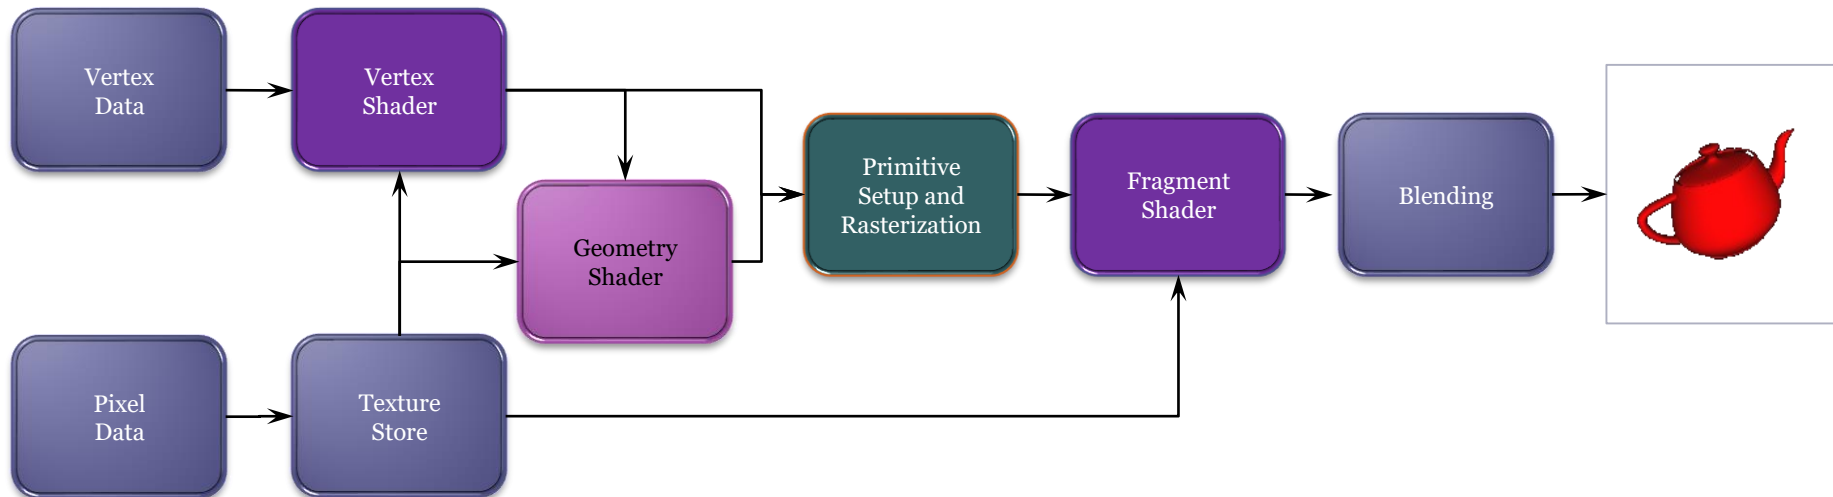 Vertex
Data
Vertex
Shader
Geometry
Shader
Primitive
Setup and
Rasterization
Fragment
Shader
Blending
Pixel
Data
Texture
Store